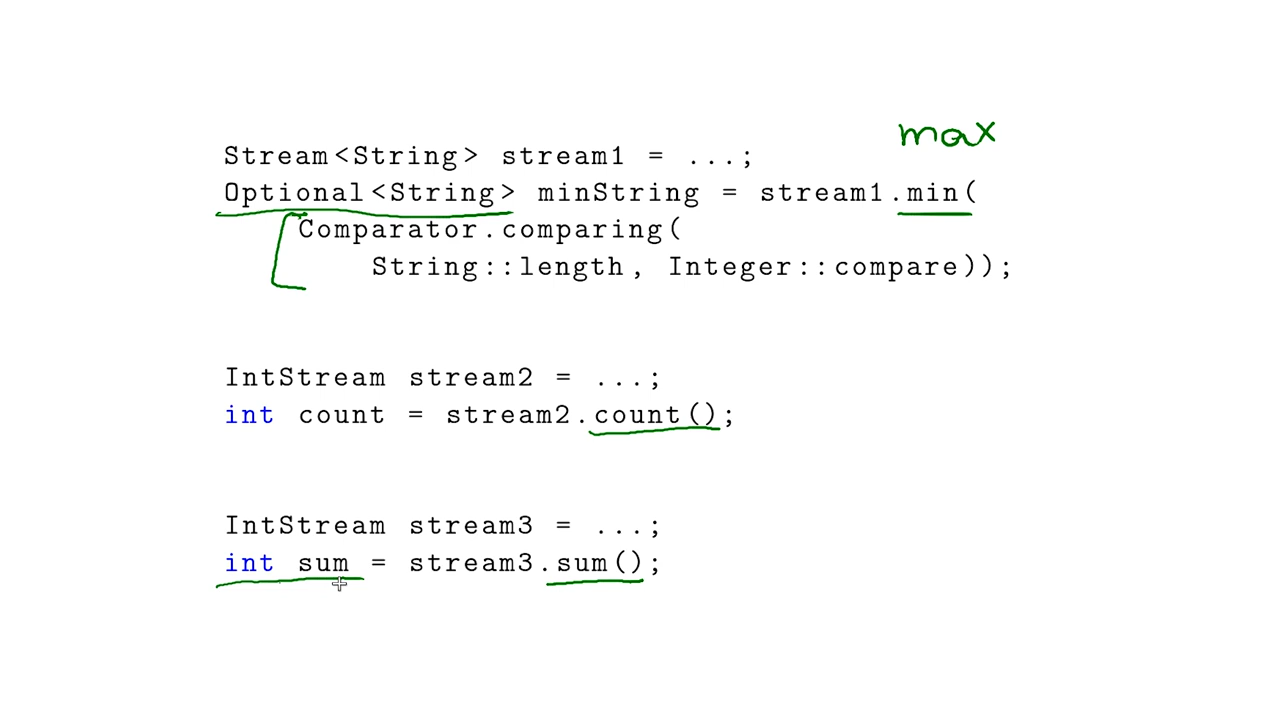 max
Stream<String> stream1 = ...;
Optional<String> minString = stream1.min(
Comparator.comparing(
String::length, Integer::compare));
IntStream stream2 = ...;
int count = stream2.count();
IntStream stream3 = ...;
int sum = stream3.sum();